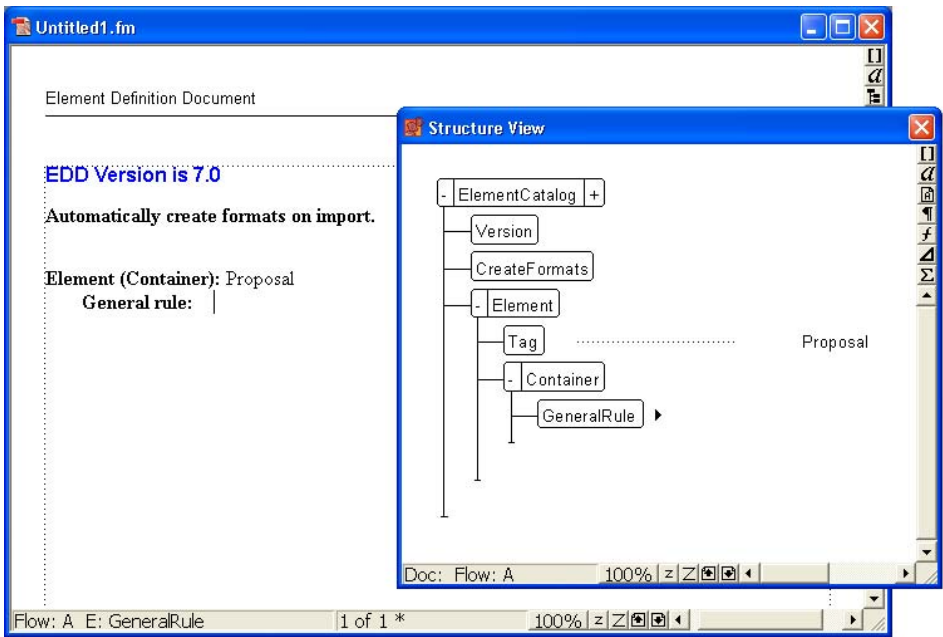 Untitled1.fm
Element Definition Document
EDD Version is 7.0
Automatically create formats on import.
Element (Container): Proposal
General rule:
Flow: A E: GeneralRule
1 of 1 *
100%
z Z
Structure View
- ElementCatalog +
Version
CreateFormats
- Element
Tag Proposal
- Container
GeneralRule
Doc: Flow: A
100%
z Z